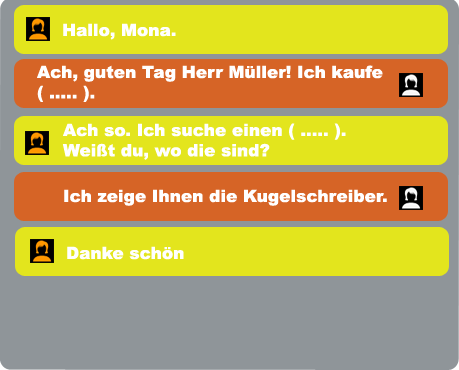 Hallo, Mona.
Ach, guten Tag Herr Müller! Ich kaufe
( ..... ).
Ach so. Ich suche einen ( ..... ).
Weißt du, wo die sind?
Ich zeige Ihnen die Kugelschreiber.
Danke schön